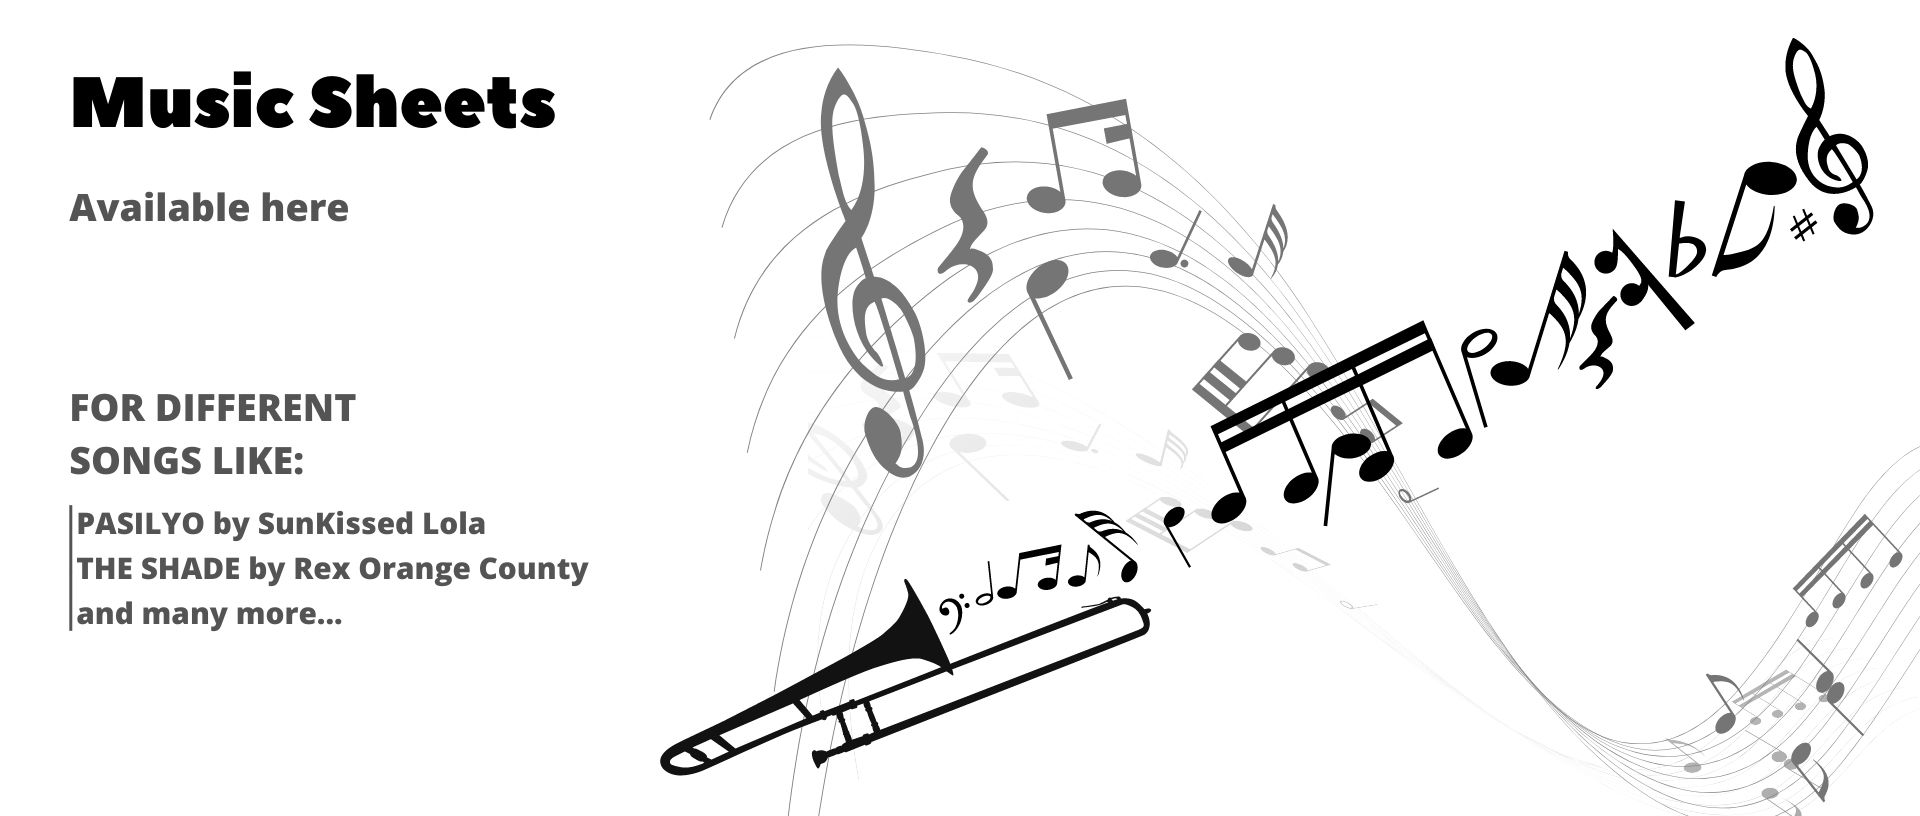 Music Sheets
Available here
FOR DIFFERENT
SONGS LIKE:
PASILYO by SunKissed Lola
THE SHADE by Rex Orange County
and many more...